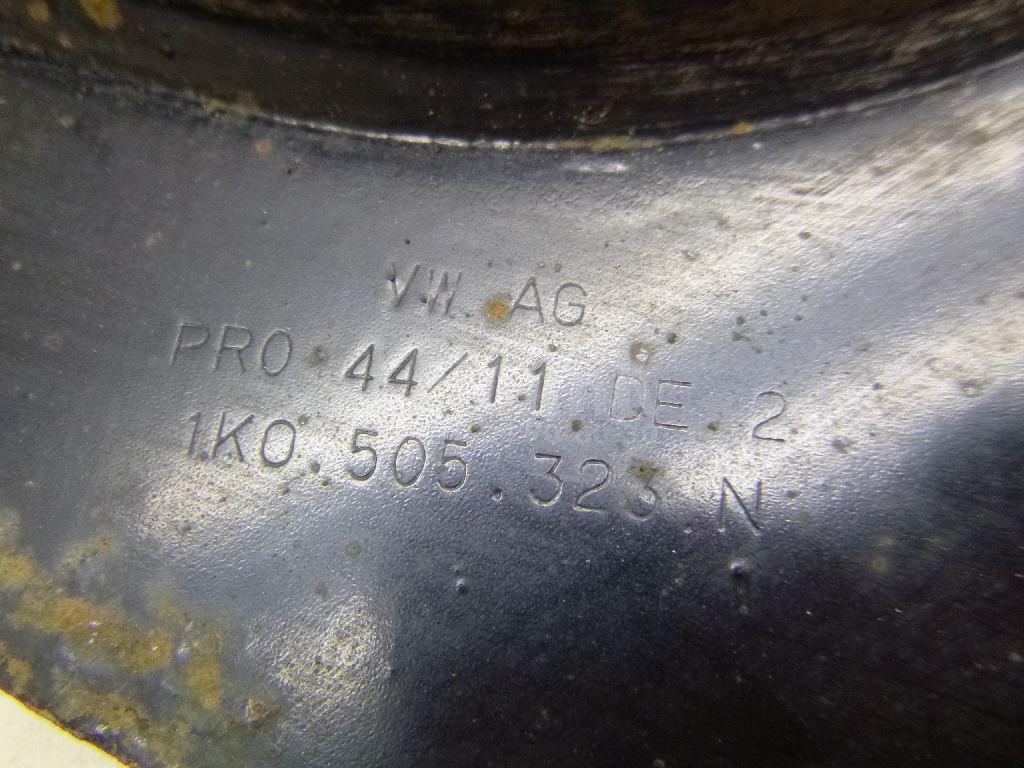 VW AG
PRO 44/11 DE 2
1K0.505.323.N